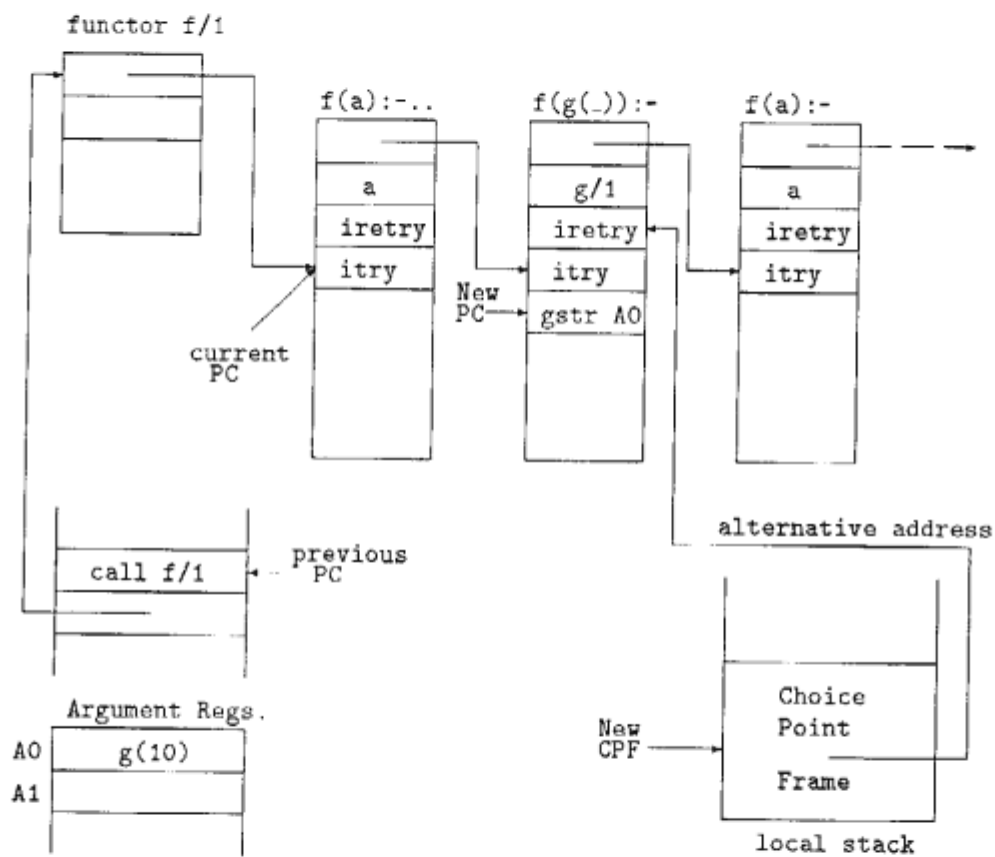 functor f/1
f(a):-..
f(g(_)):-
f(a):-
a
g/1
a
iretry
iretry
iretry
itry
itry
itry
New
PC
gstr A0
current
PC
alternative address
call f/1
previous
PC
Argument Regs.
A0
g(10)
A1
New
CPF
Choice
Point
Frame
local stack